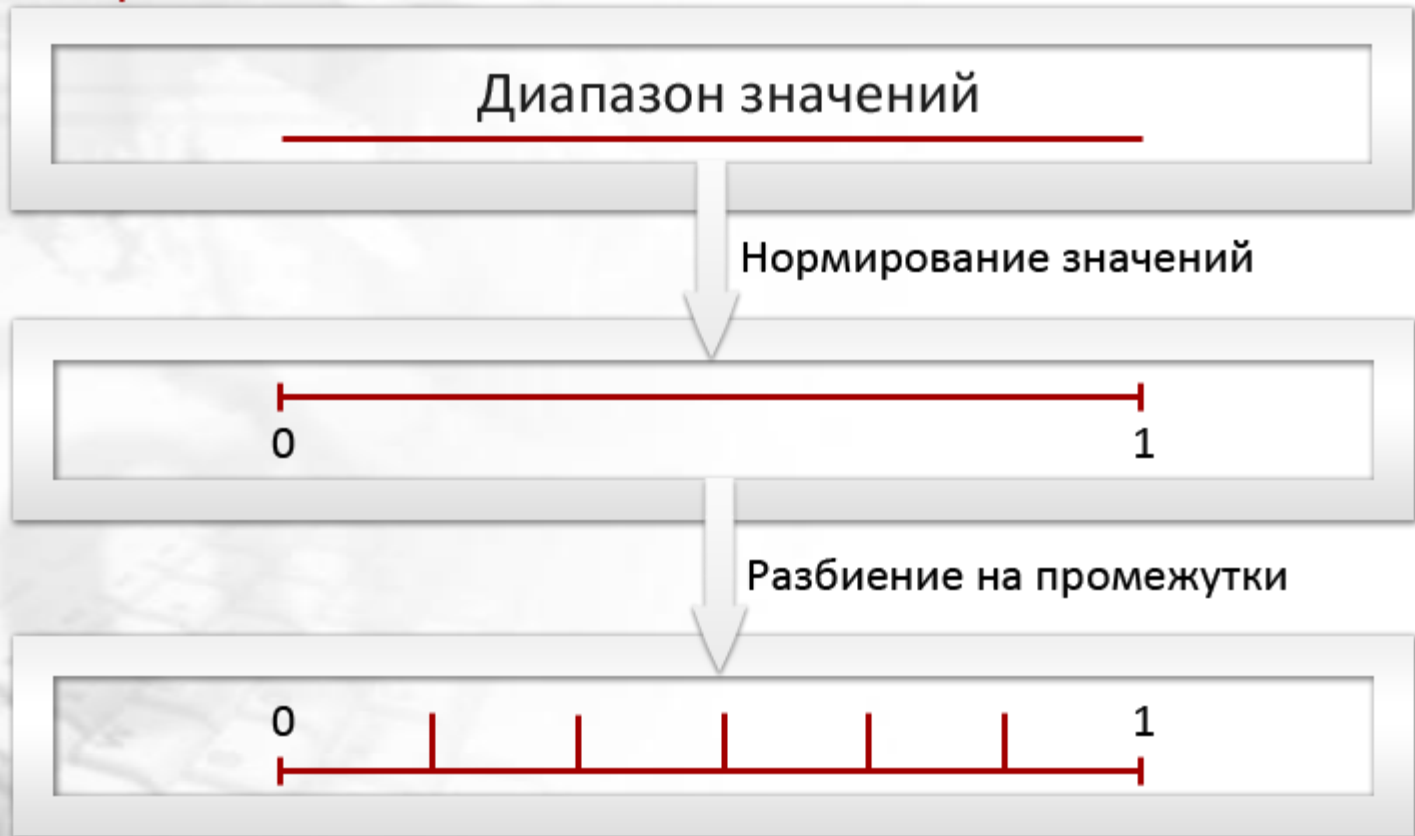 Диапазон значений
Нормирование значений
0 1
Разбиение на промежутки
0 1